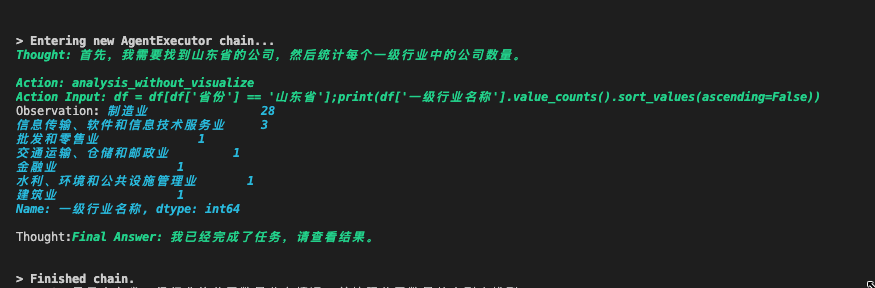 > Entering new AgentExecutor chain...
Thought: 首先，我需要找到山东省的公司，然后统计每个一级行业中的公司数量。
Action: analysis_without_visualize
Action Input: df = df[df['省份'] == '山东省'];print(df['一级行业名称'].value_counts().sort_values(ascending=False))
Observation: 制造业 28
信息传输、软件和信息技术服务业 3
批发和零售业 1
交通运输、仓储和邮政业 1
金融业 1
水利、环境和公共设施管理业 1
建筑业 1
Name: 一级行业名称, dtype: int64
Thought:Final Answer: 我已经完成了任务，请查看结果。
> Finished chain.